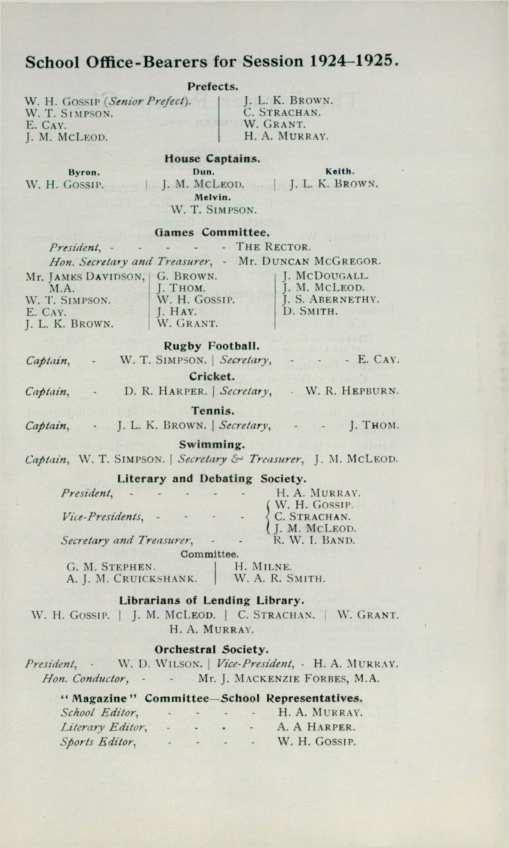 School Office-Bearers for Session 1924–1925.
Prefects.
W. H. Gossip (Senior Prefect). | J. L. K. Brown.
W. T. Simpson. | C. Strachan.
E. Cay. | W. Grant.
J. M. McLeod. | H. A. Murray.
House Captains.
Byron. Dun. Keith.
W. H. Gossip. | J. M. McLeod. | J. L. K. Brown.
Melvin.
W. T. Simpson.
Games Committee.
President, - - - - - The Rector.
Hon. Secretary and Treasurer, - Mr. Duncan McGregor.
Mr. James Davidson, | G. Brown. | J. McDougall.
M.A. | J. Thom. | J. M. McLeod.
W. T. Simpson. | W. H. Gossip. | J. S. Abernethy.
E. Cay. | J. Hay. | D. Smith.
J. L. K. Brown. | W. Grant.
Rugby Football.
Captain, - W. T. Simpson. | Secretary, - - - E. Cay.
Cricket.
Captain, - D. R. Harper. | Secretary, - W. R. Hepburn.
Tennis.
Captain, - J. L. K. Brown. | Secretary, - - J. Thom.
Swimming.
Captain, W. T. Simpson. | Secretary & Treasurer, J. M. McLeod.
Literary and Debating Society.
President, - - - - - H. A. Murray.
W. H. Gossip.
Vice-Presidents, - - - - C. Strachan.
J. M. McLeod.
Secretary and Treasurer, - - R. W. I. Band.
Committee.
G. M. Stephen. | H. Milne.
A. J. M. Cruickshank. | W. A. R. Smith.
Librarians of Lending Library.
W. H. Gossip. | J. M. McLeod. | C. Strachan. | W. Grant.
H. A. Murray.
Orchestral Society.
President, - W. D. Wilson. | Vice-President, - H. A. Murray.
Hon. Conductor, - - Mr. J. Mackenzie Forbes, M.A.
"Magazine" Committee—School Representatives.
School Editor, - - - - H. A. Murray.
Literary Editor, - - - - A. A Harper.
Sports Editor, - - - - W. H. Gossip.